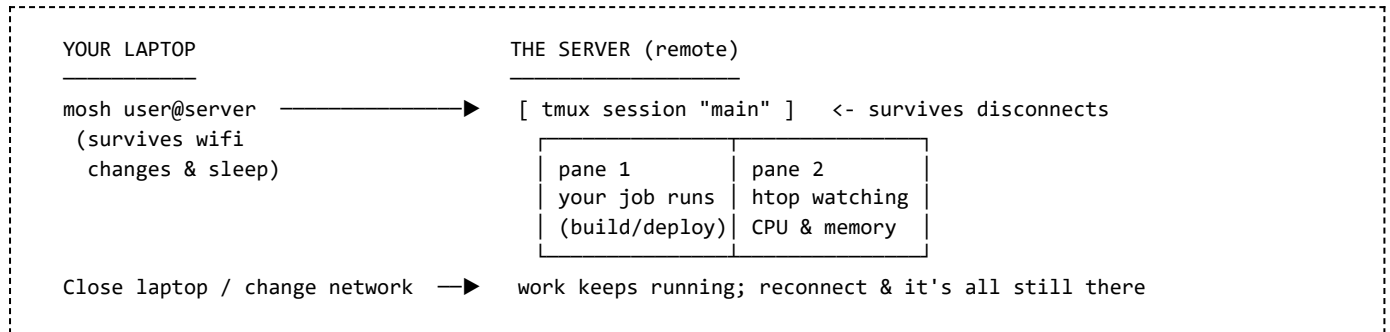 YOUR LAPTOP THE SERVER (remote)
mosh user@server [ tmux session "main" ] <- survives disconnects
(survives wifi
changes & sleep) pane 1 pane 2
your job runs htop watching
(build/deploy) CPU & memory
Close laptop / change network work keeps running; reconnect & it's all still there